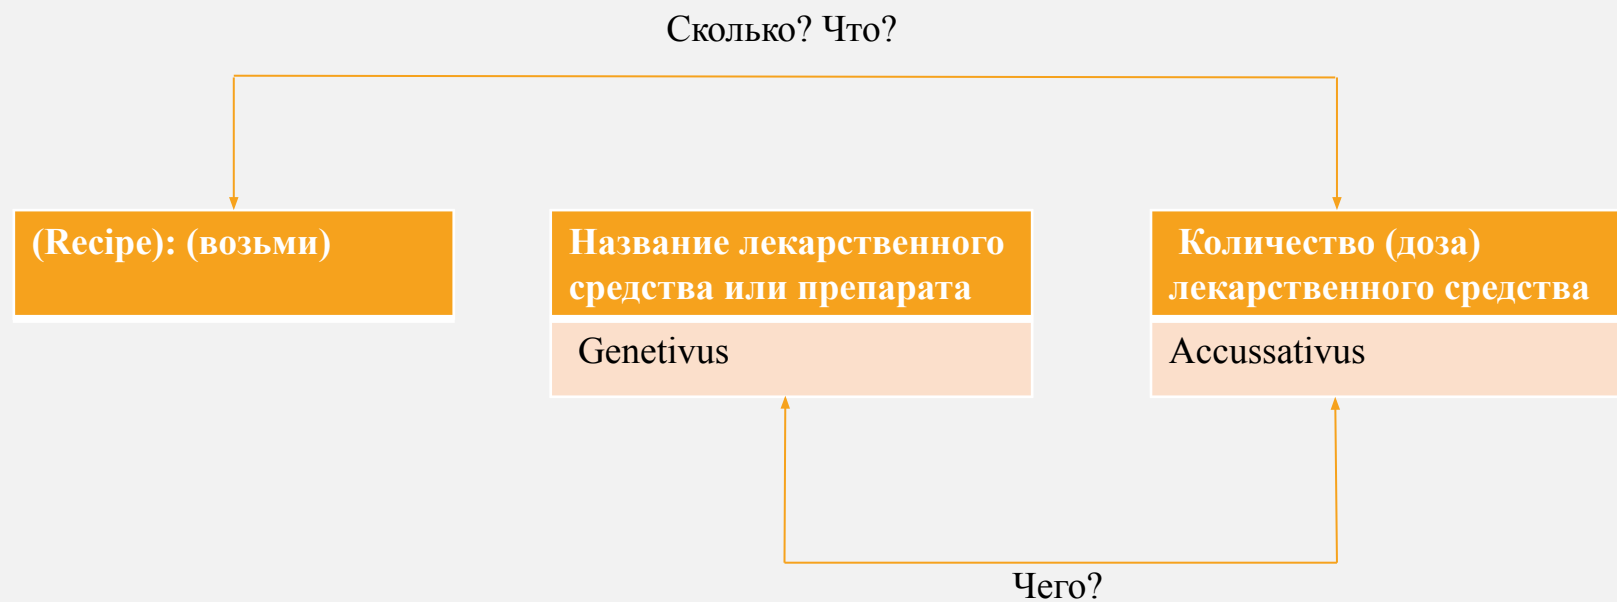 Сколько? Что?
(Recipe): (возьми)
Название лекарственного
средства или препарата
Genetivus
Количество (доза)
лекарственного средства
Accussativus
Чего?